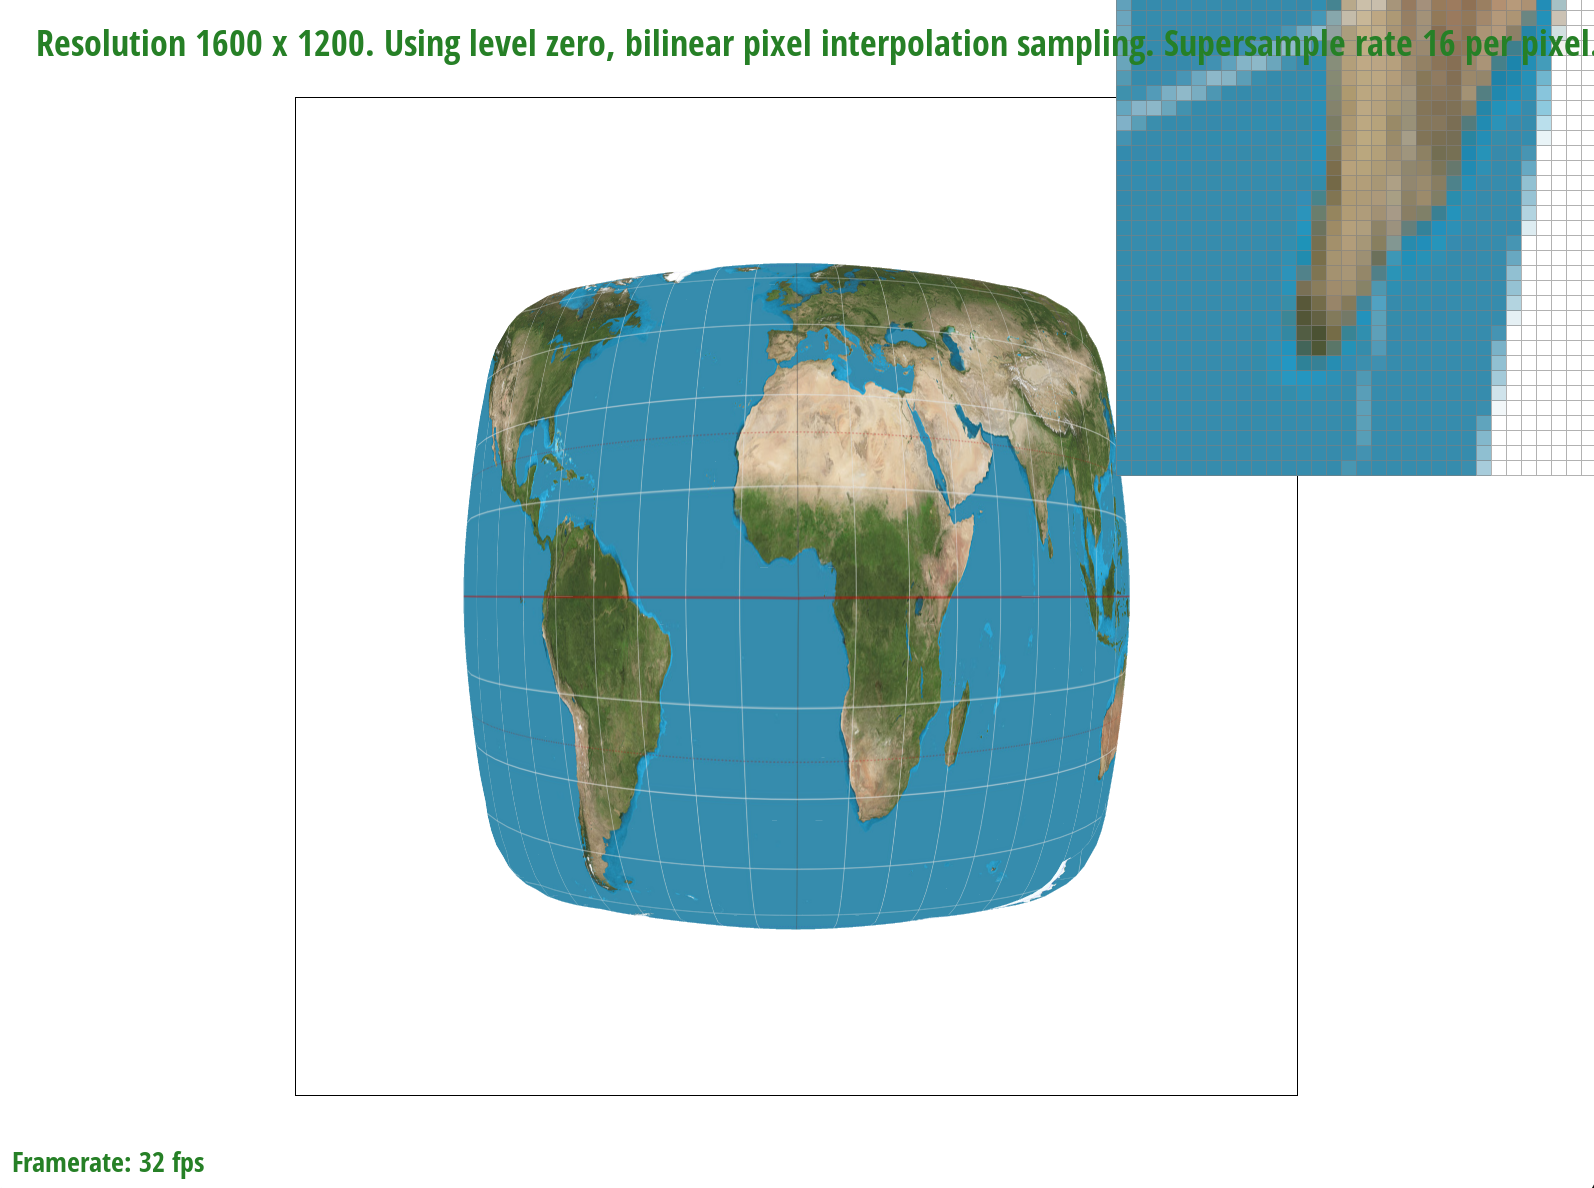 Resolution 1600 x 1200. Using level zero, bilinear pixel interpolation sampling. Supersample rate 16 per pixel.
Framerate: 32 fps